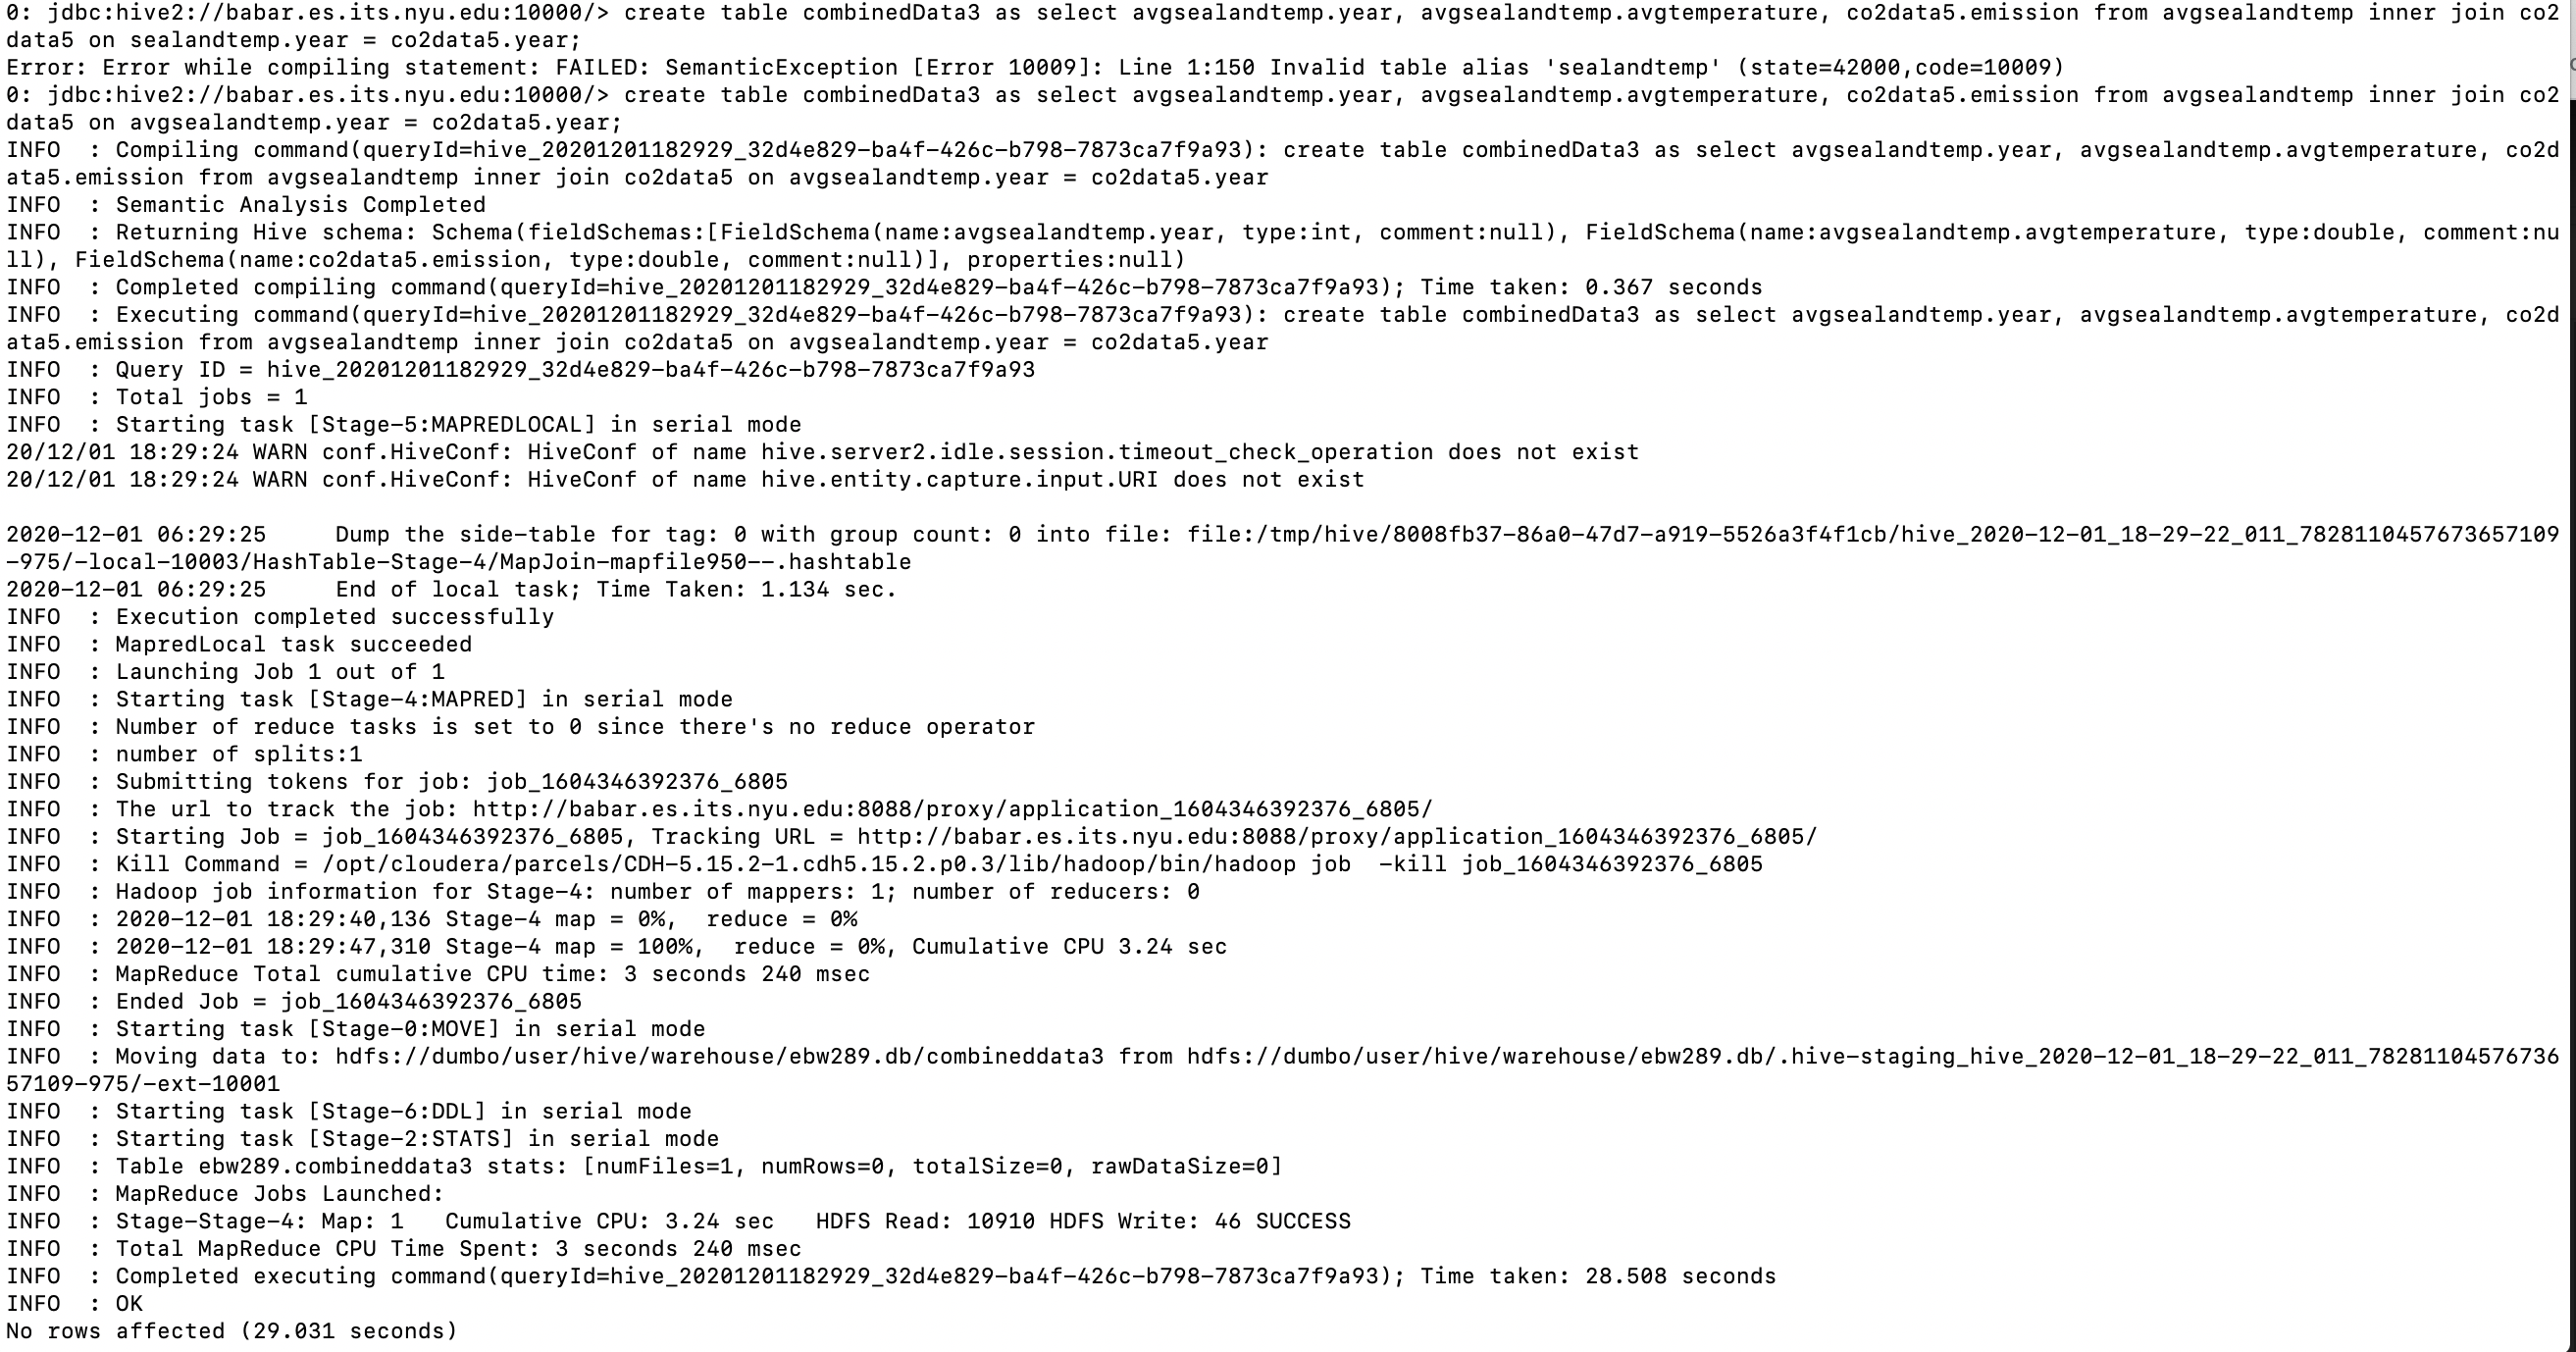 0: jdbc:hive2://babar.es.its.nyu.edu:10000/> create table combinedData3 as select avgsealandtemp.year, avgsealandtemp.avgtemperature, co2data5.emission from avgsealandtemp inner join co2
data5 on sealandtemp.year = co2data5.year;
Error: Error while compiling statement: FAILED: SemanticException [Error 10009]: Line 1:150 Invalid table alias 'sealandtemp' (state=42000,code=10009)
0: jdbc:hive2://babar.es.its.nyu.edu:10000/> create table combinedData3 as select avgsealandtemp.year, avgsealandtemp.avgtemperature, co2data5.emission from avgsealandtemp inner join co2
data5 on avgsealandtemp.year = co2data5.year;
INFO  : Compiling command(queryId=hive_20201201182929_32d4e829-ba4f-426c-b798-7873ca7f9a93): create table combinedData3 as select avgsealandtemp.year, avgsealandtemp.avgtemperature, co2d
ata5.emission from avgsealandtemp inner join co2data5 on avgsealandtemp.year = co2data5.year
INFO  : Semantic Analysis Completed
INFO  : Returning Hive schema: Schema(fieldSchemas:[FieldSchema(name:avgsealandtemp.year, type:int, comment:null), FieldSchema(name:avgsealandtemp.avgtemperature, type:double, comment:nu
ll), FieldSchema(name:co2data5.emission, type:double, comment:null)], properties:null)
INFO  : Completed compiling command(queryId=hive_20201201182929_32d4e829-ba4f-426c-b798-7873ca7f9a93); Time taken: 0.367 seconds
INFO  : Executing command(queryId=hive_20201201182929_32d4e829-ba4f-426c-b798-7873ca7f9a93): create table combinedData3 as select avgsealandtemp.year, avgsealandtemp.avgtemperature, co2d
ata5.emission from avgsealandtemp inner join co2data5 on avgsealandtemp.year = co2data5.year
INFO  : Query ID = hive_20201201182929_32d4e829-ba4f-426c-b798-7873ca7f9a93
INFO  : Total jobs = 1
INFO  : Starting task [Stage-5:MAPREDLOCAL] in serial mode
20/12/01 18:29:24 WARN conf.HiveConf: HiveConf of name hive.server2.idle.session.timeout_check_operation does not exist
20/12/01 18:29:24 WARN conf.HiveConf: HiveConf of name hive.entity.capture.input.URI does not exist
2020-12-01 06:29:25     Dump the side-table for tag: 0 with group count: 0 into file: file:/tmp/hive/8008fb37-86a0-47d7-a919-5526a3f4f1cb/hive_2020-12-01_18-29-22_011_7828110457673657109
-975/-local-10003/HashTable-Stage-4/MapJoin-mapfile950--.hashtable
2020-12-01 06:29:25     End of local task; Time Taken: 1.134 sec.
INFO  : Execution completed successfully
INFO  : MapredLocal task succeeded
INFO  : Launching Job 1 out of 1
INFO  : Starting task [Stage-4:MAPRED] in serial mode
INFO  : Number of reduce tasks is set to 0 since there's no reduce operator
INFO  : number of splits:1
INFO  : Submitting tokens for job: job_1604346392376_6805
INFO  : The url to track the job: http://babar.es.its.nyu.edu:8088/proxy/application_1604346392376_6805/
INFO  : Starting Job = job_1604346392376_6805, Tracking URL = http://babar.es.its.nyu.edu:8088/proxy/application_1604346392376_6805/
INFO  : Kill Command = /opt/cloudera/parcels/CDH-5.15.2-1.cdh5.15.2.p0.3/lib/hadoop/bin/hadoop job  -kill job_1604346392376_6805
INFO  : Hadoop job information for Stage-4: number of mappers: 1; number of reducers: 0
INFO  : 2020-12-01 18:29:40,136 Stage-4 map = 0%,  reduce = 0%
INFO  : 2020-12-01 18:29:47,310 Stage-4 map = 100%,  reduce = 0%, Cumulative CPU 3.24 sec
INFO  : MapReduce Total cumulative CPU time: 3 seconds 240 msec
INFO  : Ended Job = job_1604346392376_6805
INFO  : Starting task [Stage-0:MOVE] in serial mode
INFO  : Moving data to: hdfs://dumbo/user/hive/warehouse/ebw289.db/combineddata3 from hdfs://dumbo/user/hive/warehouse/ebw289.db/.hive-staging_hive_2020-12-01_18-29-22_011_78281104576736
57109-975/-ext-10001
INFO  : Starting task [Stage-6:DDL] in serial mode
INFO  : Starting task [Stage-2:STATS] in serial mode
INFO  : Table ebw289.combineddata3 stats: [numFiles=1, numRows=0, totalSize=0, rawDataSize=0]
INFO  : MapReduce Jobs Launched:
INFO  : Stage-Stage-4: Map: 1   Cumulative CPU: 3.24 sec   HDFS Read: 10910 HDFS Write: 46 SUCCESS
INFO  : Total MapReduce CPU Time Spent: 3 seconds 240 msec
INFO  : Completed executing command(queryId=hive_20201201182929_32d4e829-ba4f-426c-b798-7873ca7f9a93); Time taken: 28.508 seconds
INFO  : OK
No rows affected (29.031 seconds)